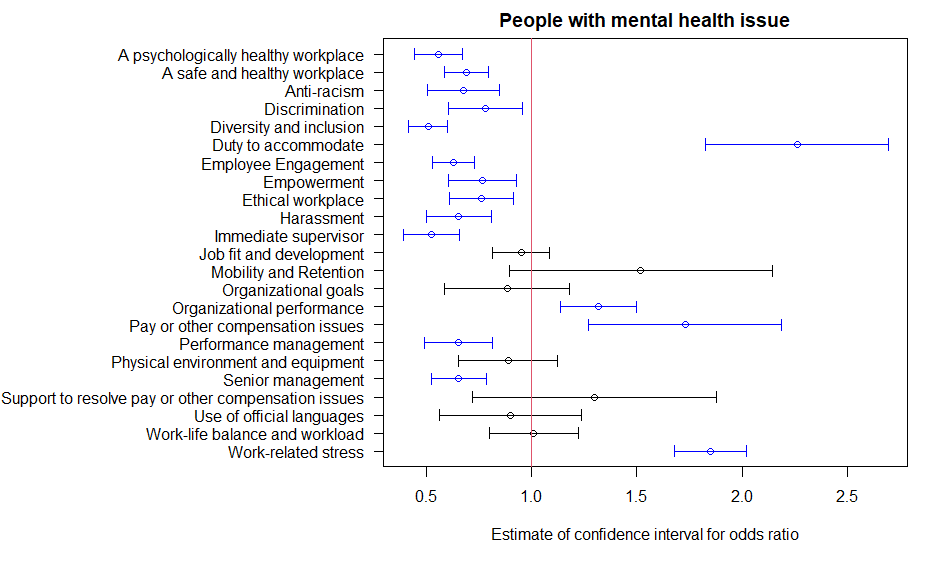 People with mental health issue
A psychologically healthy workplace
A safe and healthy workplace
Anti-racism
Discrimination
Diversity and inclusion
Duty to accommodate
Employee Engagement
Empowerment
Ethical workplace
Harassment
Immediate supervisor
Job fit and development
Mobility and Retention
Organizational goals
Organizational performance
Pay or other compensation issues
Performance management
Physical environment and equipment
Senior management
Support to resolve pay or other compensation issues
Use of official languages
Work-life balance and workload
Work-related stress
0.5 1.0 1.5 2.0 2.5
Estimate of confidence interval for odds ratio